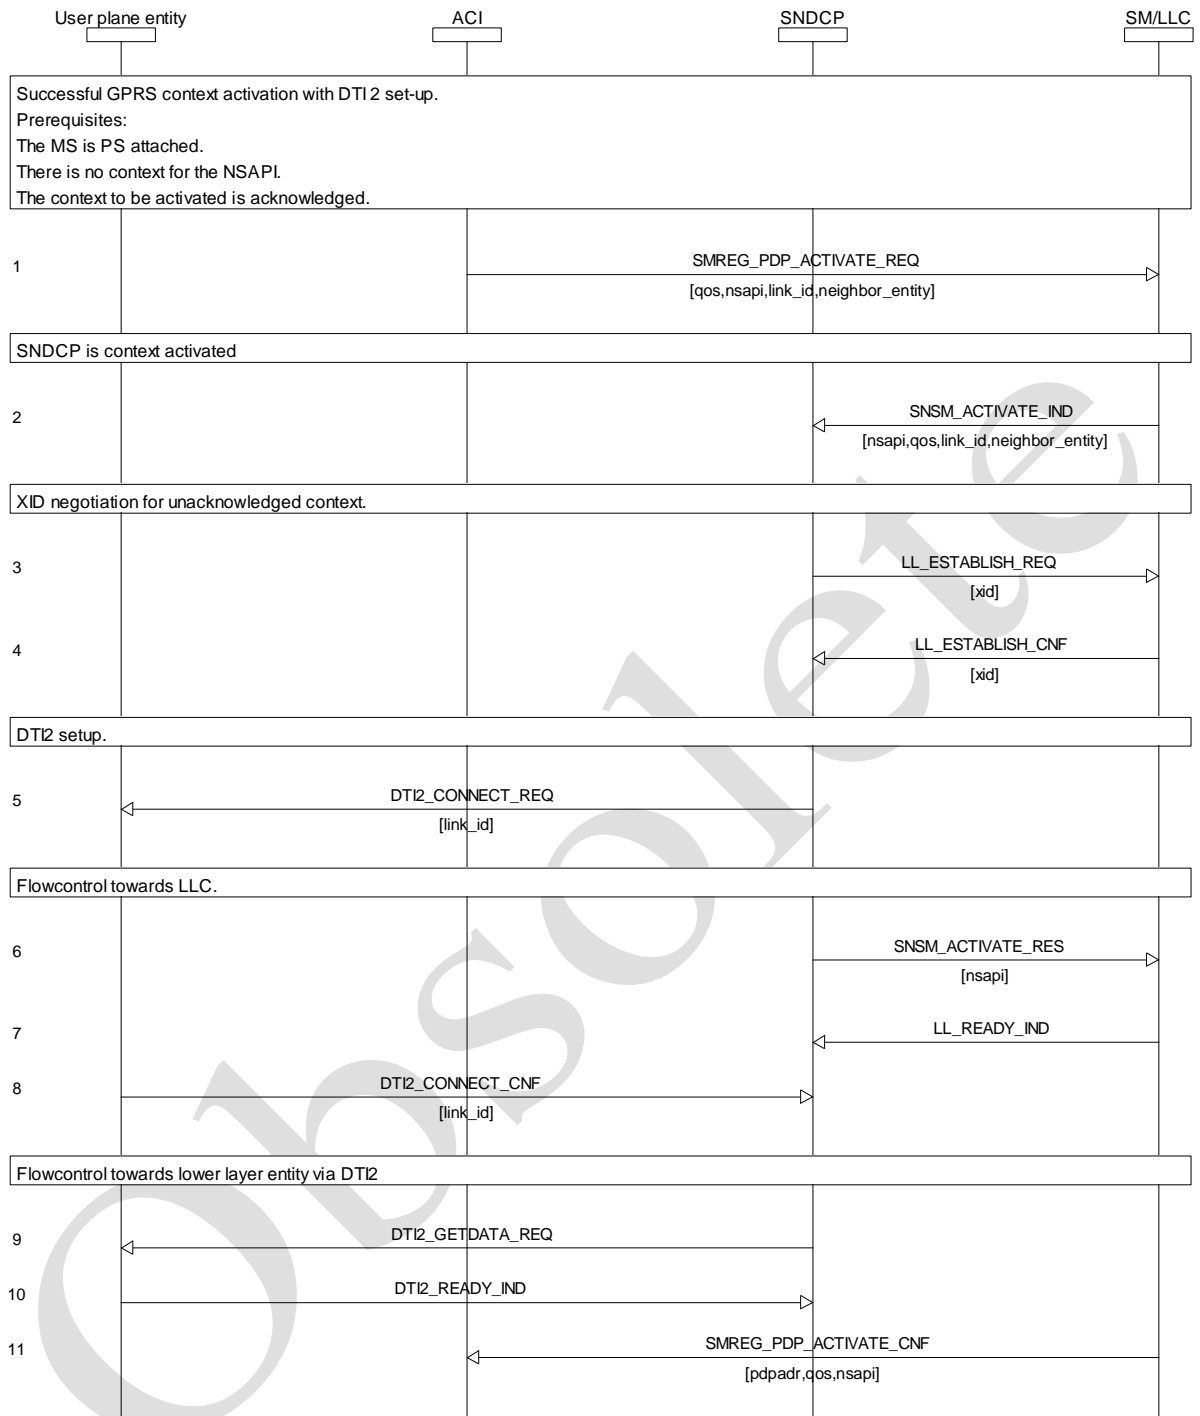 User plane entity
ACI
SNDCP
SM/LLC
Successful GPRS context activation with DTI 2 set-up.
Prerequisites:
The MS is PS attached.
There is no context for the NSAPI.
The context to be activated is acknowledged.
1
SMREG_PDP_ACTIVATE_REQ
[qos,nsapi,link_id,neighbor_entity]
SNDCP is context activated
2
SNSM_ACTIVATE_IND
[nsapi,qos,link_id,neighbor_entity]
XID negotiation for unacknowledged context.
3
LL_ESTABLISH_REQ
[xid]
4
LL_ESTABLISH_CNF
[xid]
DTI2 setup.
5
DTI2_CONNECT_REQ
[link_id]
Flowcontrol towards LLC.
6
SNSM_ACTIVATE_RES
[nsapi]
7
LL_READY_IND
8
DTI2_CONNECT_CNF
[link_id]
Flowcontrol towards lower layer entity via DTI2
9
DTI2_GETDATA_REQ
10
DTI2_READY_IND
11
SMREG_PDP_ACTIVATE_CNF
[pdpadr,qos,nsapi]
Obsolete